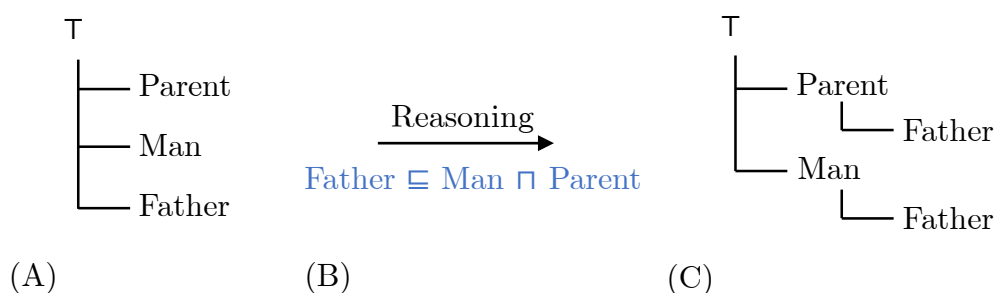 ⊤
Parent
Man
Father
(A)
Reasoning
Father ⊑ Man ⊓ Parent
(B)
⊤
Parent
Father
Man
Father
(C)